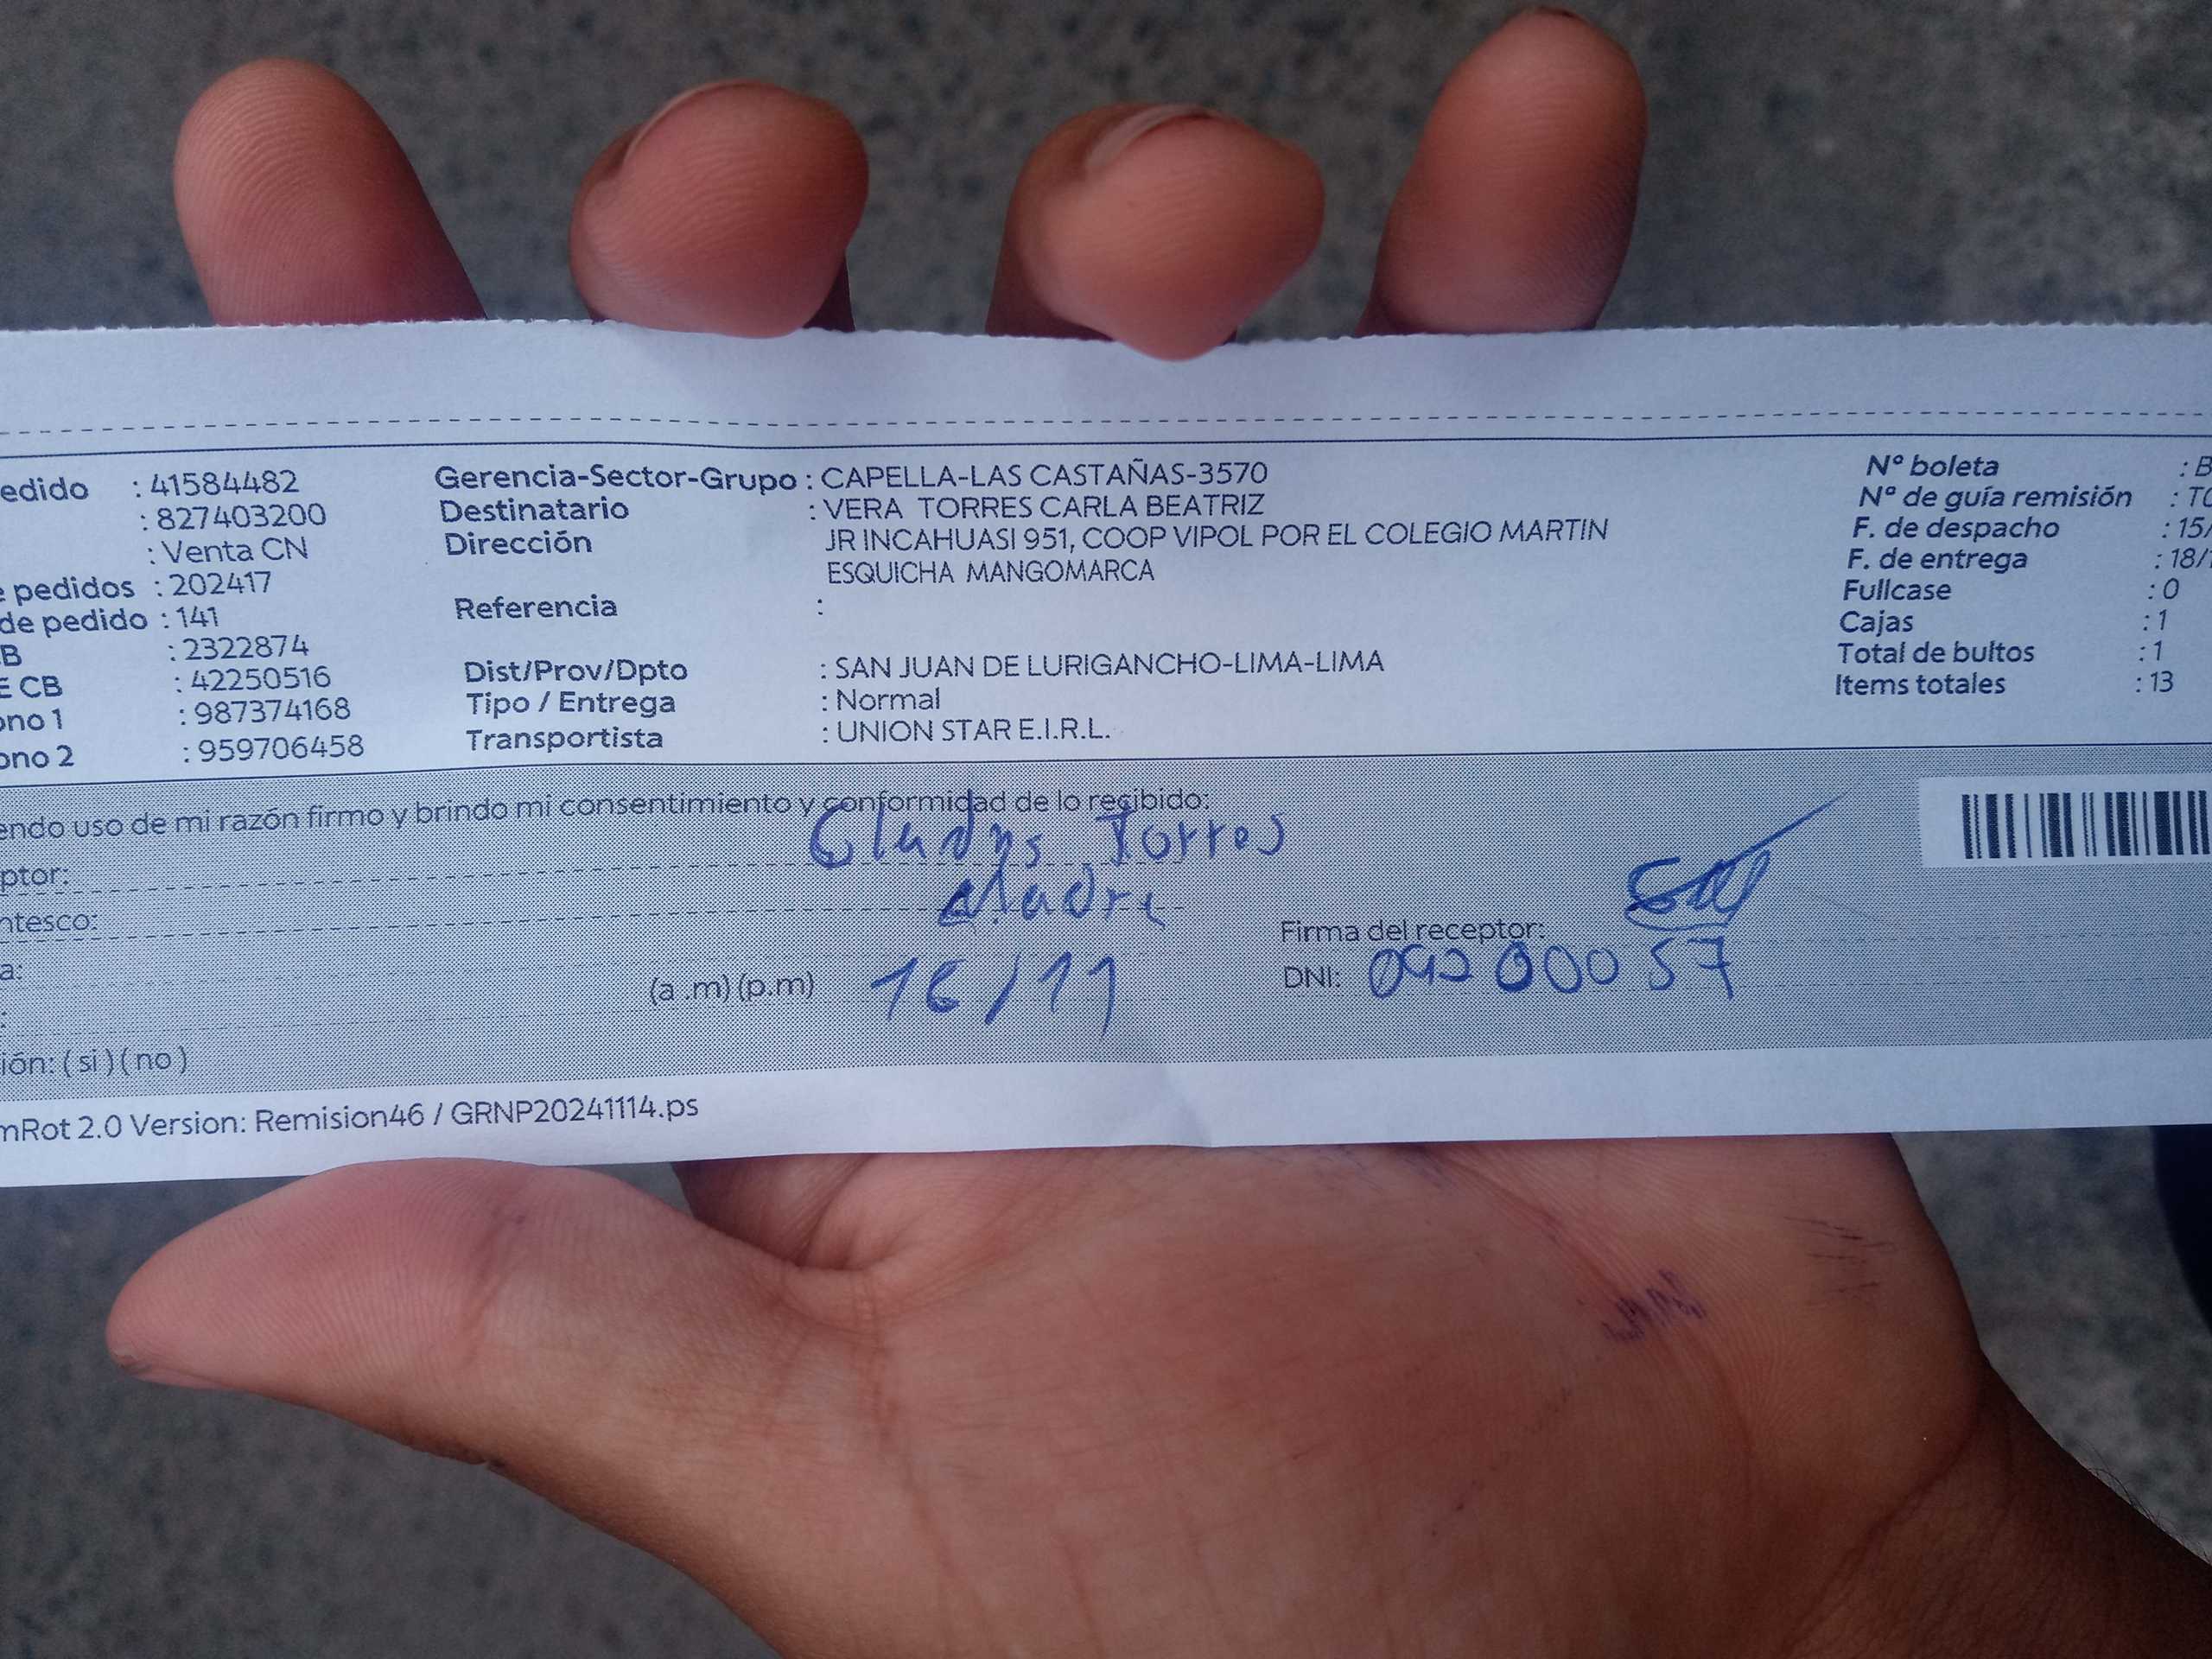 edido : 41584482
: 827403200
: Venta CN
e pedidos : 202417
de pedido : 141
B : 2322874
E CB : 42250516
ono 1 : 987374168
ono 2 : 959706458
Gerencia-Sector-Grupo : CAPELLA-LAS CASTAÑAS-3570
Destinatario : VERA TORRES CARLA BEATRIZ
Dirección JR INCAHUASI 951, COOP VIPOL POR EL COLEGIO MARTIN
ESQUICHA MANGOMARCA
Referencia :
Dist/Prov/Dpto : SAN JUAN DE LURIGANCHO-LIMA-LIMA
Tipo / Entrega : Normal
Transportista : UNION STAR E.I.R.L.
Nº boleta : B
Nº de guía remisión : T0
F. de despacho : 15/
F. de entrega : 18/
Fullcase : 0
Cajas : 1
Total de bultos : 1
Items totales : 13
endo uso de mi razón firmo y brindo mi consentimiento y conformidad de lo recibido:
ptor: Gladys Torres
ntesco: Madre
a: (a .m) (p.m) 16/11
:
ión: ( si ) ( no )
Firma del receptor:
DNI: 09200057
mRot 2.0 Version: Remision46 / GRNP20241114.ps